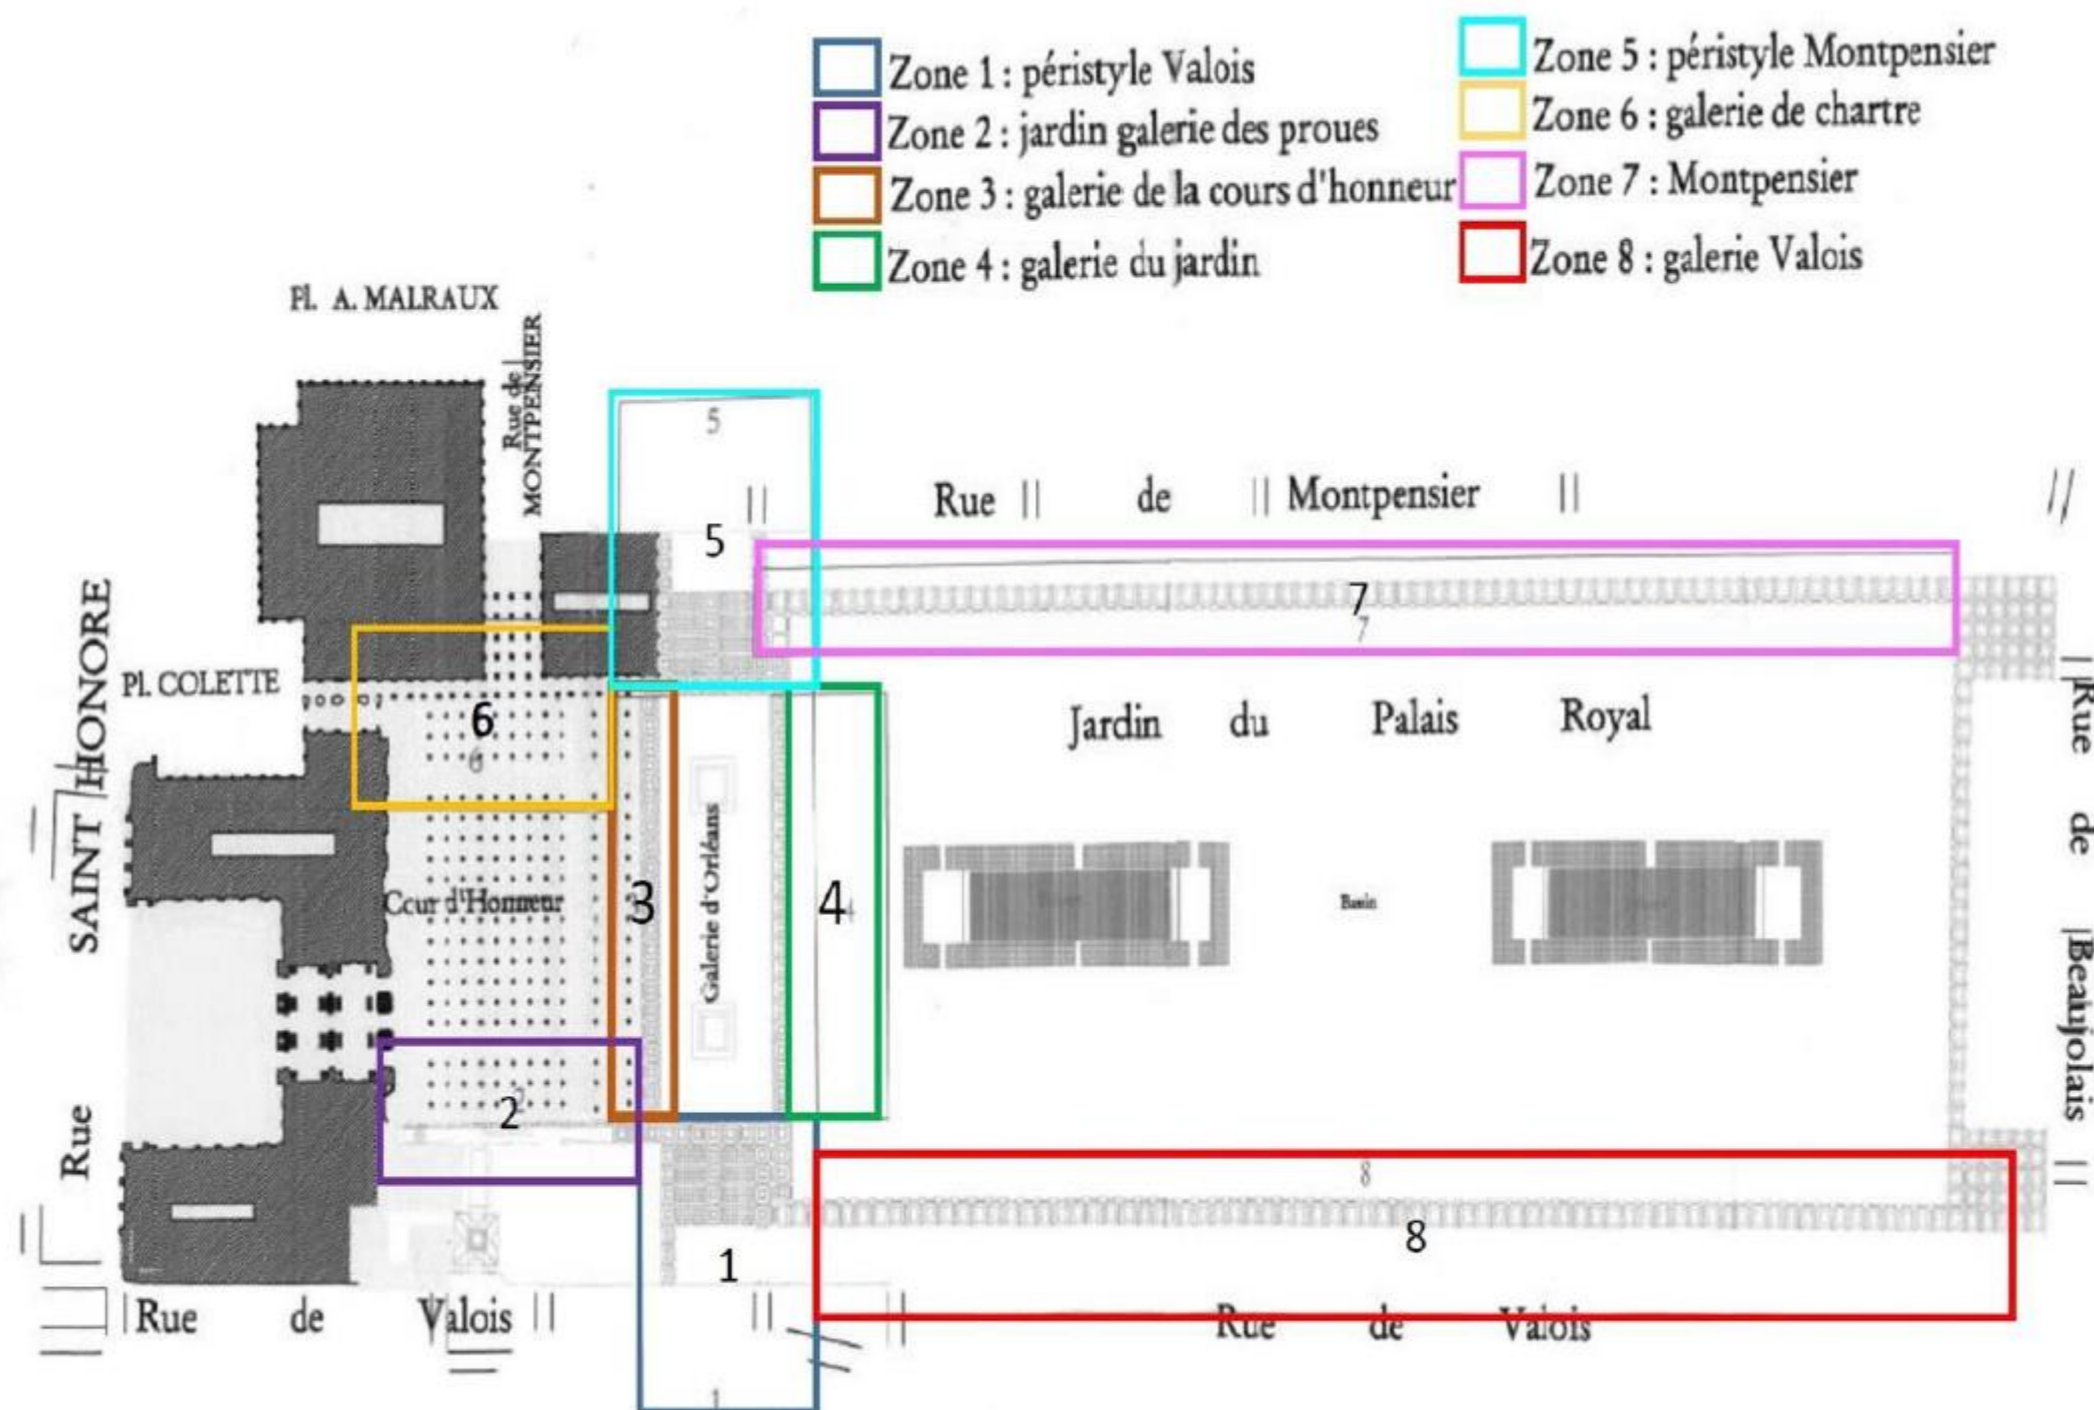 Zone 1 : péristyle Valois
Zone 2 : jardin galerie des proues
Zone 3 : galerie de la cours d'honneur
Zone 4 : galerie du jardin
Zone 5 : péristyle Montpensier
Zone 6 : galerie de chartre
Zone 7 : Montpensier
Zone 8 : galerie Valois
Pl. A. MALRAUX
Rue de
MONTPENSIER
5
5
Rue de Montpensier
7
7
Pl. COLETTE
6
6
Jardin du Palais Royal
Rue SAINT HONORE
Cour d'Honneur
3
Galerie d'Orléans
4
4
Bassin
Rue de Beaujolais
2
2
8
8
1
1
Rue de Valois
Rue de Valois